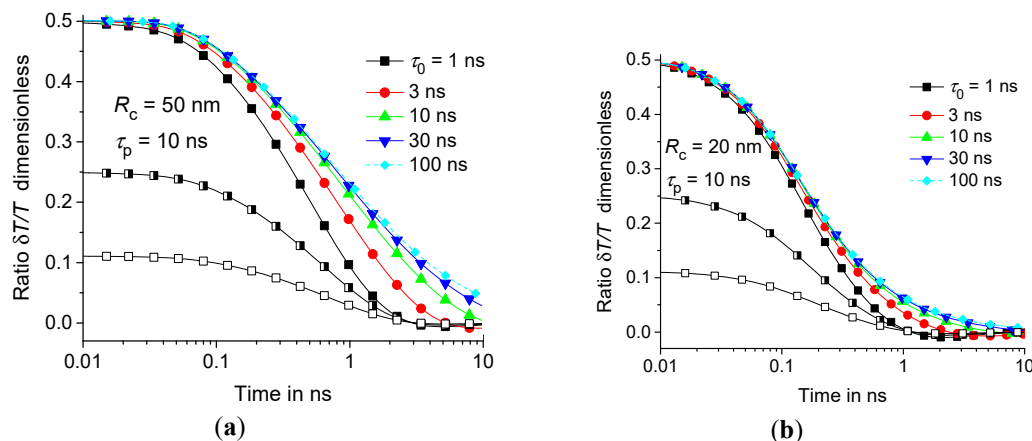 Ratio δT/T dimensionless
0.5
0.4
0.3
0.2
0.1
0.0
R_c = 50 nm
τ_p = 10 ns
τ_0 = 1 ns
3 ns
10 ns
30 ns
100 ns
0.01 0.1 1 10
Time in ns
(a)
Ratio δT/T dimensionless
0.5
0.4
0.3
0.2
0.1
0.0
R_c = 20 nm
τ_p = 10 ns
τ_0 = 1 ns
3 ns
10 ns
30 ns
100 ns
0.01 0.1 1 10
Time in ns
(b)